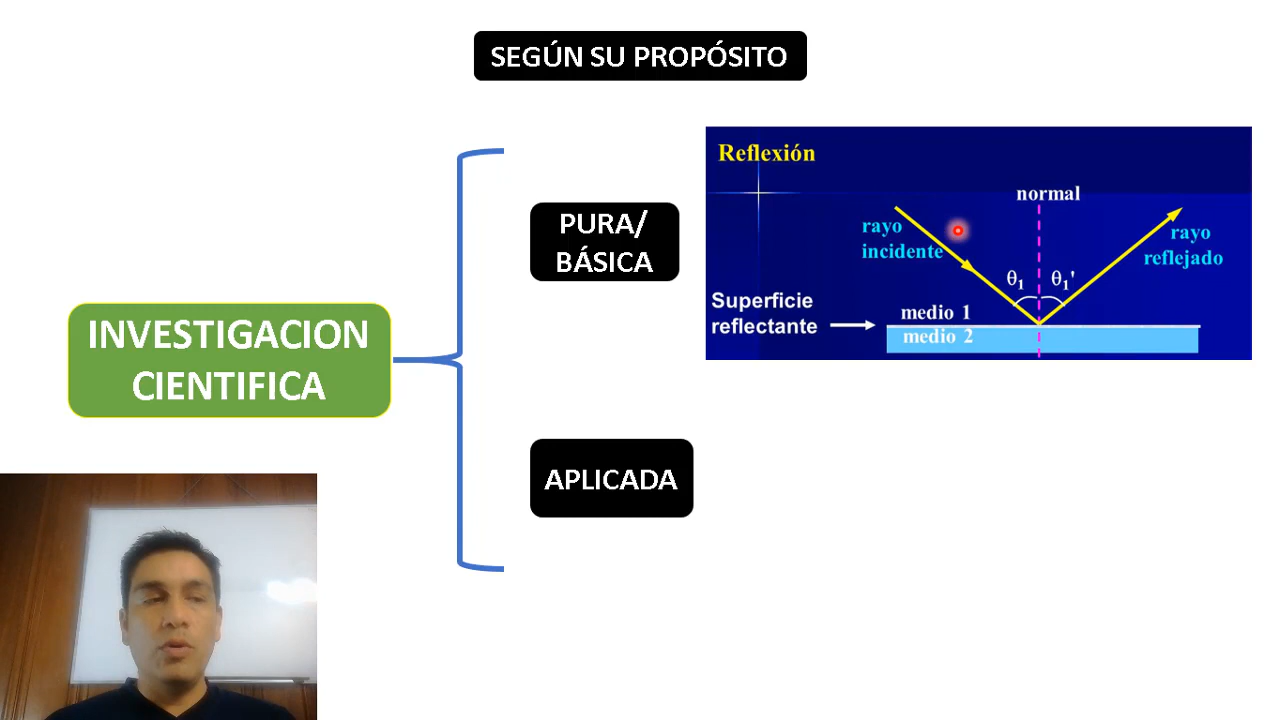 SEGÚN SU PROPÓSITO
PURA/
BÁSICA
Reflexión
normal
rayo
incidente
rayo
reflejado
θ₁ θ₁'
Superficie
reflectante
medio 1
medio 2
INVESTIGACION
CIENTIFICA
APLICADA